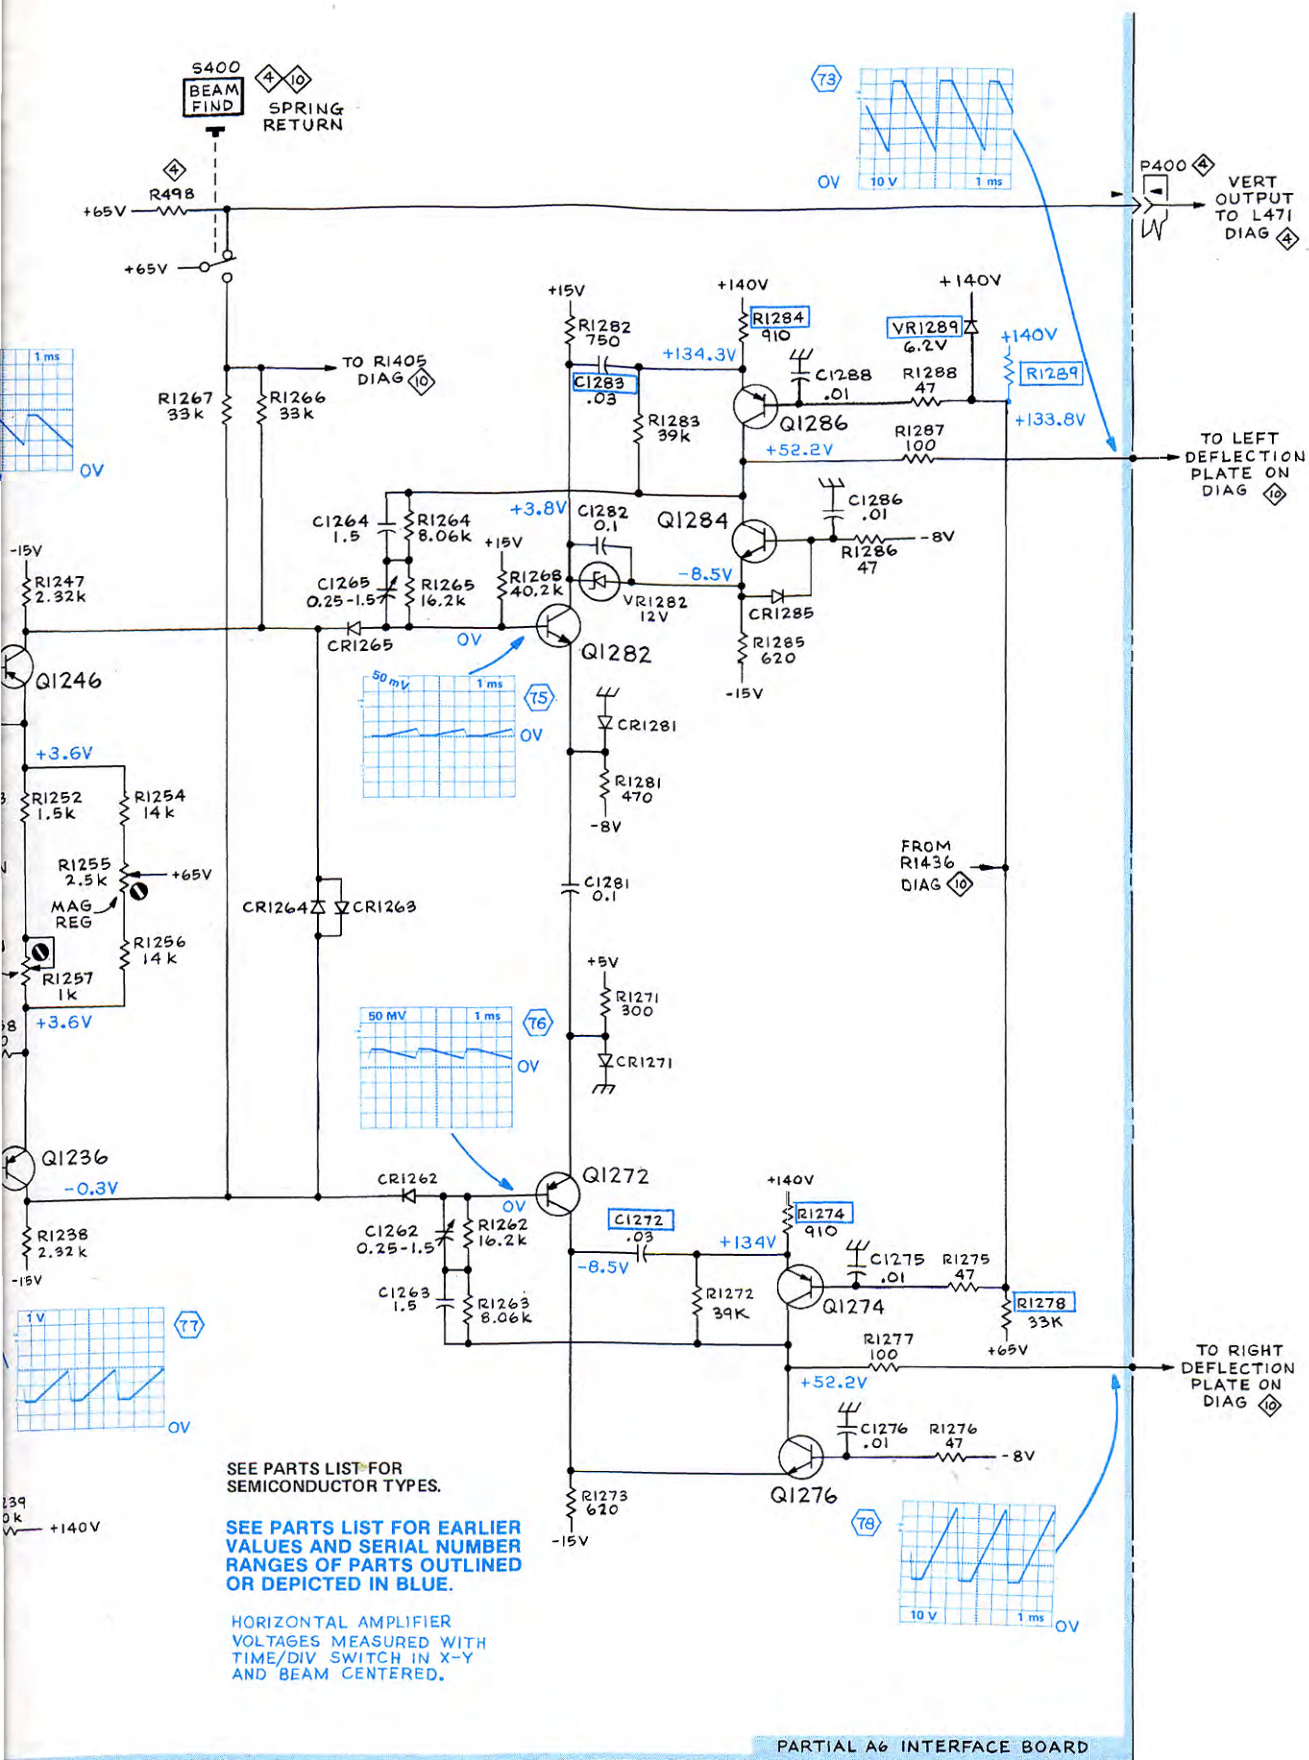 S400
BEAM
FIND
4
10
SPRING
RETURN
4
R498
+65V
+65V
73
0V
10 V
1 ms
P400
4
VERT
OUTPUT
TO L471
DIAG 4
1 ms
0V
TO R1405
DIAG 10
R1267
33K
R1266
33K
+15V
R1282
750
C1283
.03
+134.3V
+140V
R1284
910
C1288
.01
R1283
39K
Q1286
+140V
VR1289
6.2V
R1288
47
+140V
R1289
+133.8V
R1287
100
+52.2V
TO LEFT
DEFLECTION
PLATE ON
DIAG 10
C1264
1.5
R1264
8.06K
+3.8V
C1282
0.1
Q1284
C1286
.01
R1286
47
-8V
-15V
R1247
2.32K
C1265
0.25-1.5
R1265
16.2K
+15V
R1268
40.2K
-8.5V
VR1282
12V
CR1285
CR1265
0V
Q1282
R1285
620
-15V
Q1246
50 mV
1 ms
75
0V
CR1281
R1281
470
-8V
+3.6V
R1252
1.5K
R1254
14K
R1255
2.5K
+65V
MAG
REG
R1256
14K
R1257
1K
+3.6V
CR1264
CR1263
C1281
0.1
FROM
R1436
DIAG 10
+5V
R1271
300
CR1271
50 MV
1 ms
76
0V
Q1236
-0.3V
R1238
2.32K
-15V
CR1262
0V
Q1272
C1262
0.25-1.5
R1262
16.2K
C1263
1.5
R1263
8.06K
C1272
.03
-8.5V
+134V
+140V
R1274
910
C1275
.01
R1275
47
R1272
39K
Q1274
R1278
33K
+65V
R1277
100
+52.2V
TO RIGHT
DEFLECTION
PLATE ON
DIAG 10
1V
77
0V
C1276
.01
R1276
47
-8V
Q1276
R1273
620
-15V
78
10 V
1 ms
0V
239
0K
+140V
SEE PARTS LIST FOR
SEMICONDUCTOR TYPES.
SEE PARTS LIST FOR EARLIER
VALUES AND SERIAL NUMBER
RANGES OF PARTS OUTLINED
OR DEPICTED IN BLUE.
HORIZONTAL AMPLIFIER
VOLTAGES MEASURED WITH
TIME/DIV SWITCH IN X-Y
AND BEAM CENTERED.
PARTIAL A6 INTERFACE BOARD